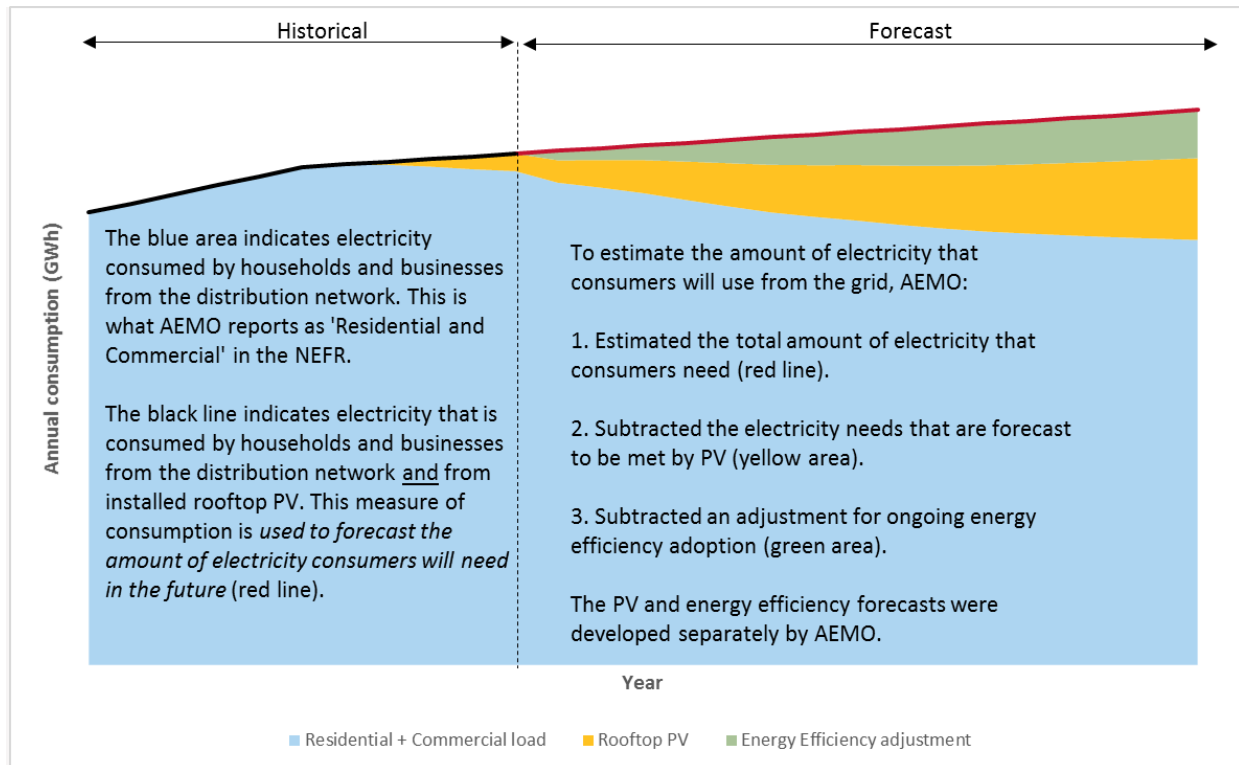 Historical
Forecast
Annual consumption (GWh)
The blue area indicates electricity
consumed by households and businesses
from the distribution network. This is
what AEMO reports as 'Residential and
Commercial' in the NEFR.
The black line indicates electricity that is
consumed by households and businesses
from the distribution network and from
installed rooftop PV. This measure of
consumption is used to forecast the
amount of electricity consumers will need
in the future (red line).
To estimate the amount of electricity that
consumers will use from the grid, AEMO:
1. Estimated the total amount of electricity that
consumers need (red line).
2. Subtracted the electricity needs that are forecast
to be met by PV (yellow area).
3. Subtracted an adjustment for ongoing energy
efficiency adoption (green area).
The PV and energy efficiency forecasts were
developed separately by AEMO.
Year
Residential + Commercial load
Rooftop PV
Energy Efficiency adjustment